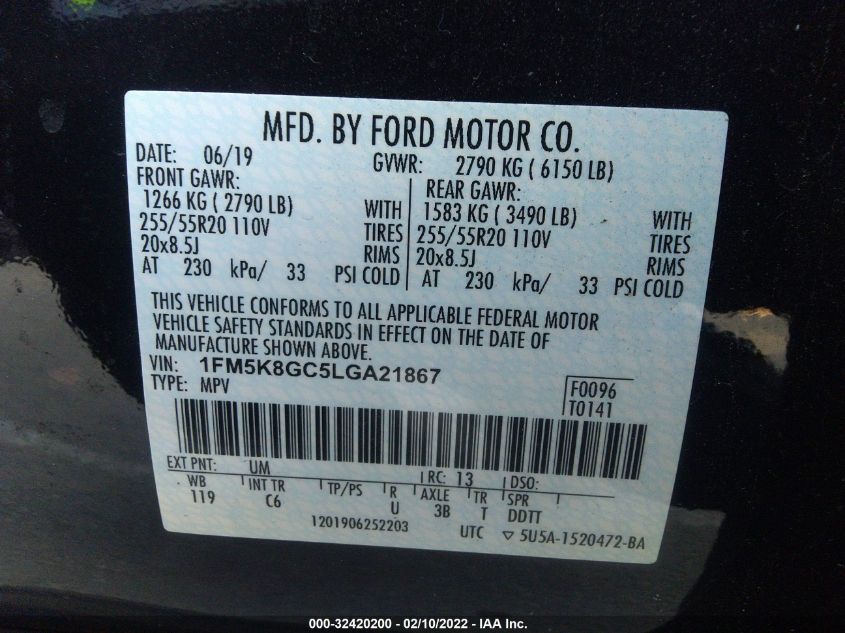 MFD. BY FORD MOTOR CO.
DATE: 06/19 GVWR: 2790 KG ( 6150 LB)
FRONT GAWR: REAR GAWR:
1266 KG ( 2790 LB) WITH 1583 KG ( 3490 LB) WITH
255/55R20 110V TIRES 255/55R20 110V TIRES
20x8.5J RIMS 20x8.5J RIMS
AT 230 kPa/ 33 PSI COLD AT 230 kPa/ 33 PSI COLD
THIS VEHICLE CONFORMS TO ALL APPLICABLE FEDERAL MOTOR
VEHICLE SAFETY STANDARDS IN EFFECT ON THE DATE OF
MANUFACTURE SHOWN ABOVE.
VIN: 1FM5K8GC5LGA21867
TYPE: MPV F0096
T0141
EXT PNT: UM RC: 13 DSO:
WB INT TR TP/PS R AXLE TR SPR
119 C6 U 3B T DDTT
1201906252203 UTC ▽ 5U5A-1520472-BA
000-32420200 - 02/10/2022 - IAA Inc.